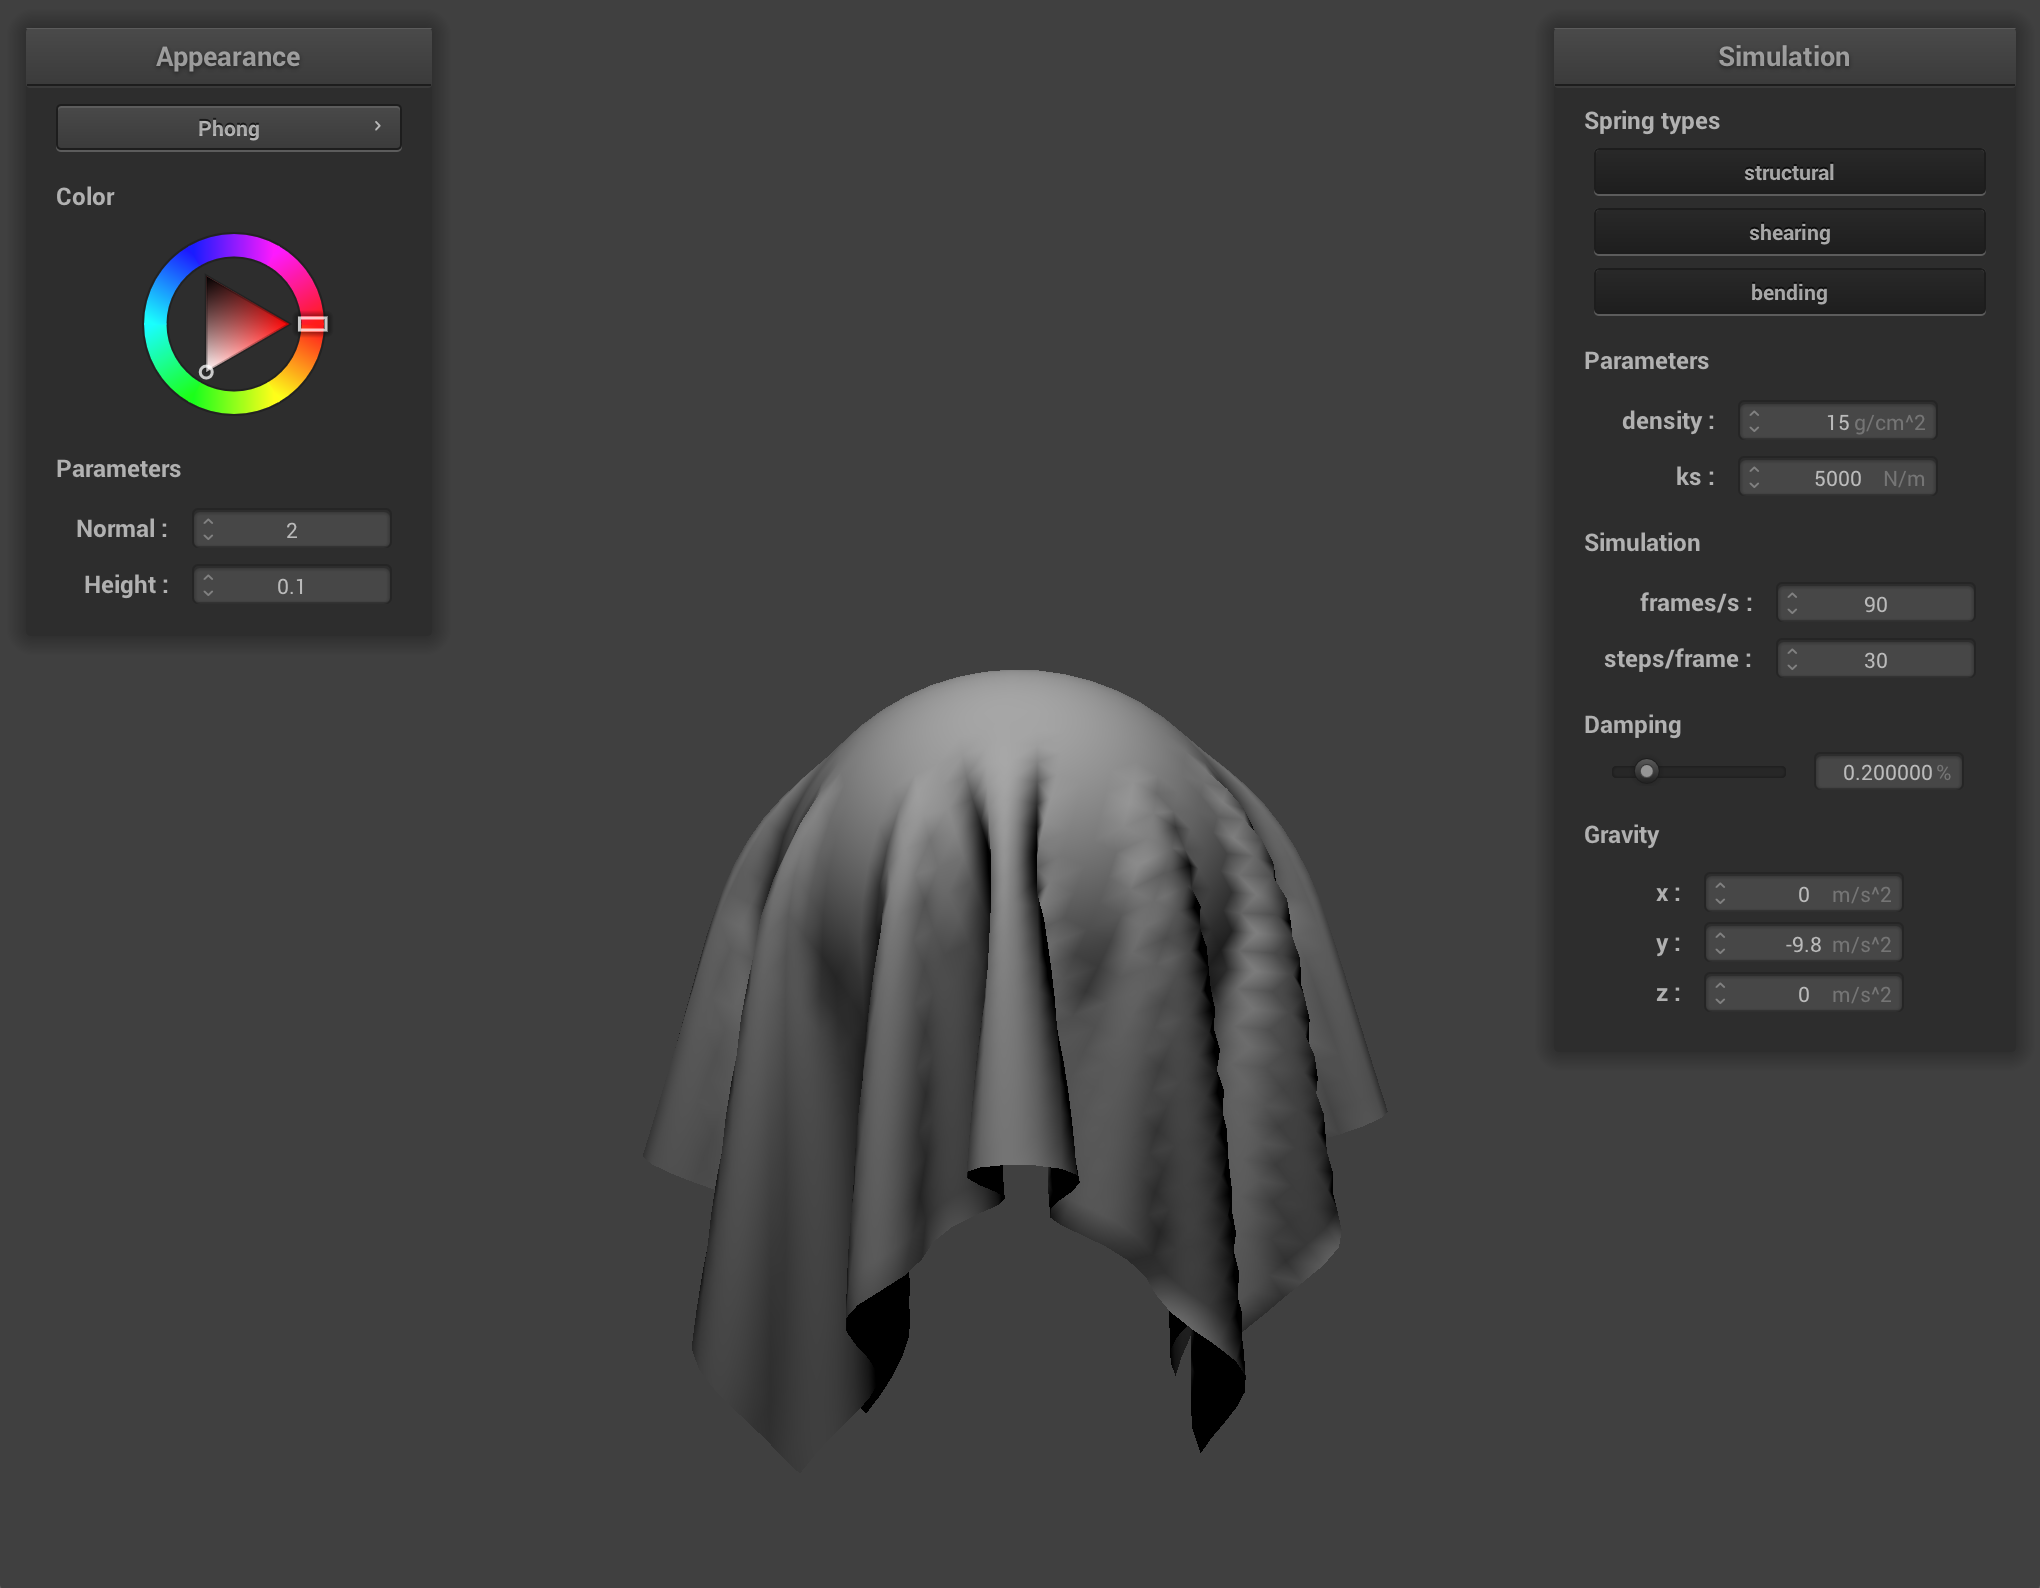 Appearance
Phong
Color
Parameters
Normal : 2
Height : 0.1
Simulation
Spring types
structural
shearing
bending
Parameters
density : 15 g/cm^2
ks : 5000 N/m
Simulation
frames/s : 90
steps/frame : 30
Damping
0.200000 %
Gravity
x : 0 m/s^2
y : -9.8 m/s^2
z : 0 m/s^2